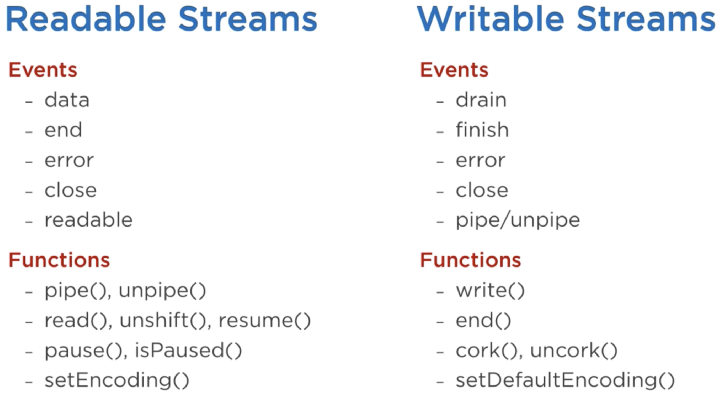 Readable Streams
Events
- data
- end
- error
- close
- readable
Functions
- pipe(), unpipe()
- read(), unshift(), resume()
- pause(), isPaused()
- setEncoding()
Writable Streams
Events
- drain
- finish
- error
- close
- pipe/unpipe
Functions
- write()
- end()
- cork(), uncork()
- setDefaultEncoding()